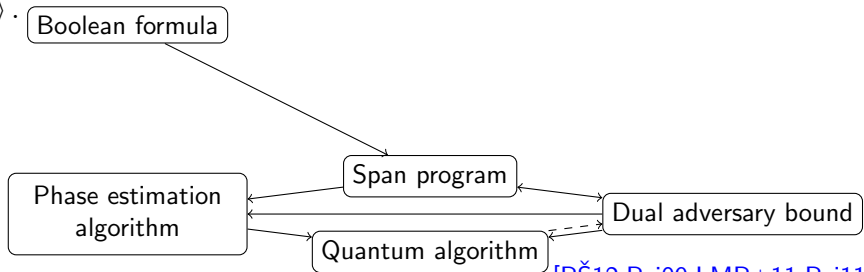 ⟩ .
Boolean formula
Span program
Phase estimation
algorithm
Dual adversary bound
Quantum algorithm